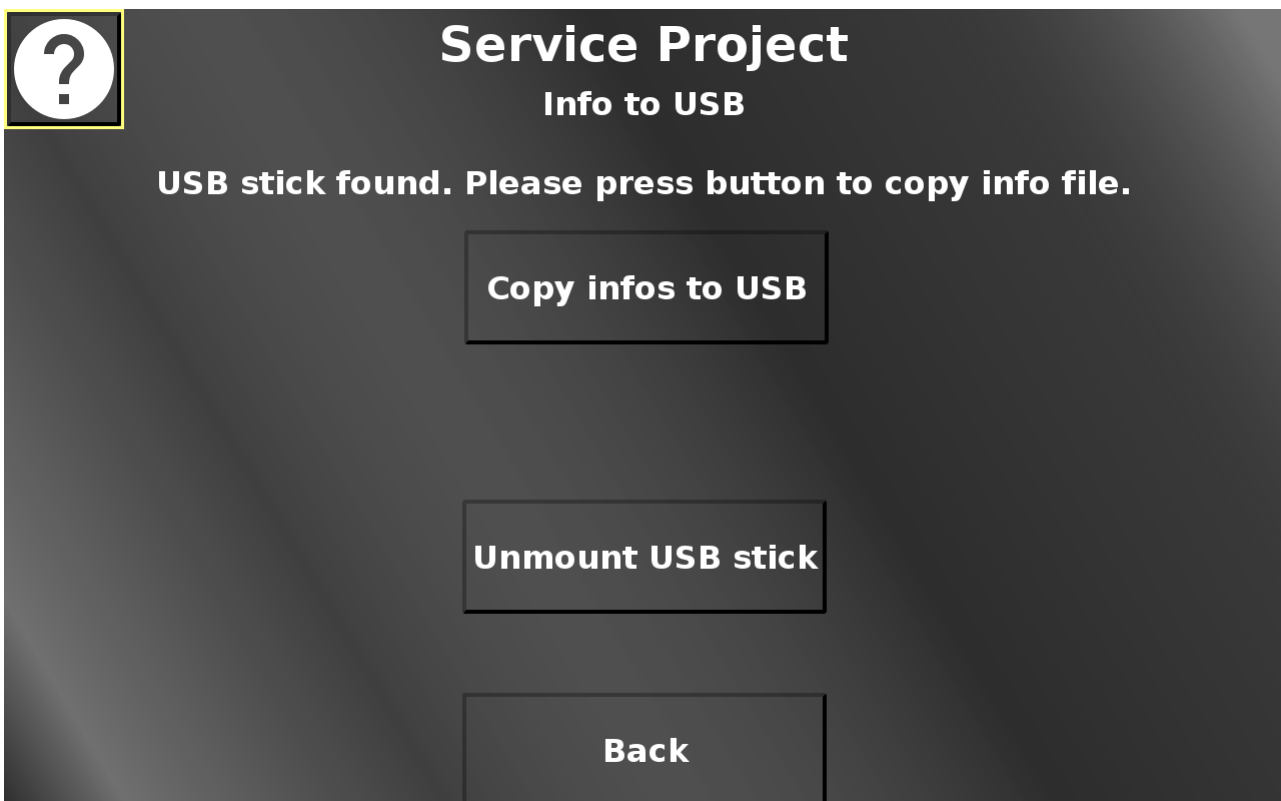 ?
Service Project
Info to USB
USB stick found. Please press button to copy info file.
Copy infos to USB
Unmount USB stick
Back